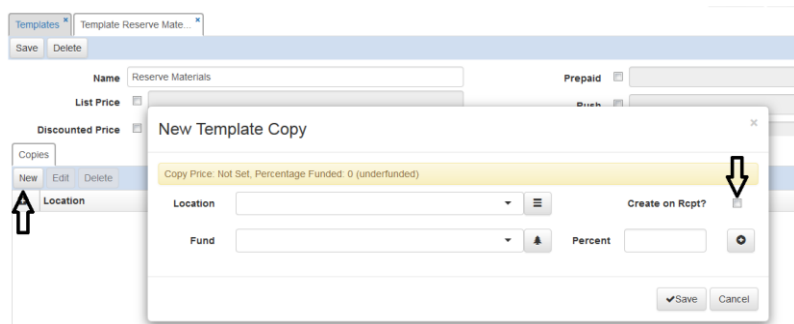 Templates × Template Reserve Mate... ×
Save Delete
Name Reserve Materials Prepaid
List Price Rush
Discounted Price New Template Copy ×
Copies
New Edit Delete Copy Price: Not Set, Percentage Funded: 0 (underfunded)
Location Location Create on Rcpt?
Fund Percent
✔Save Cancel